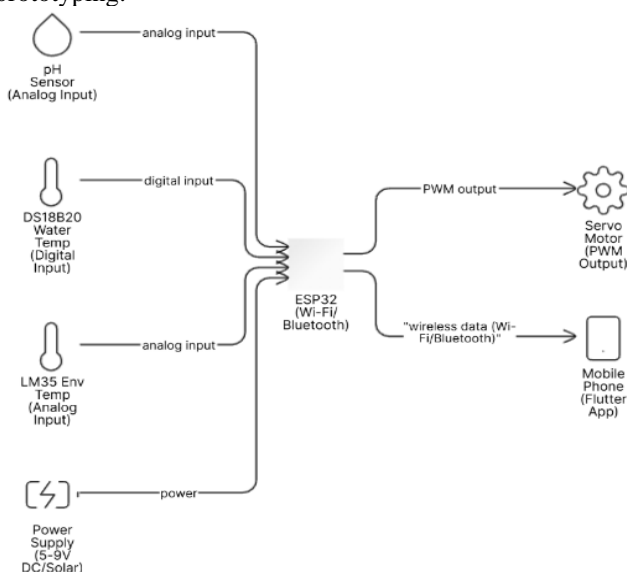 prototyping.
analog input
pH
Sensor
(Analog Input)
digital input
PWM output
DS18B20
Water
Temp
(Digital
Input)
Servo
Motor
(PWM
Output)
ESP32
(Wi-Fi/
Bluetooth)
"wireless data (Wi-
Fi/Bluetooth)"
analog input
LM35 Env
Temp
(Analog
Input)
Mobile
Phone
(Flutter
App)
power
Power
Supply
(5-9V
DC/Solar)